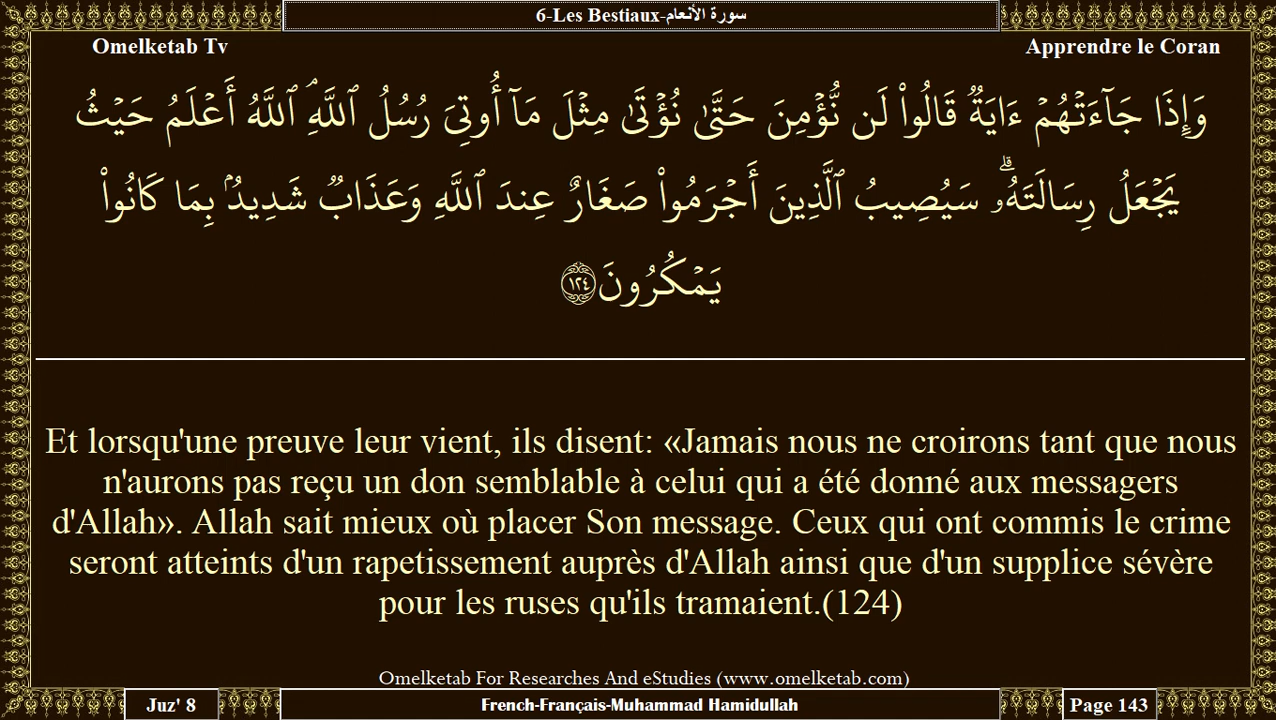 6-Les Bestiaux-سورة الأنعام
Omelketab Tv
Apprendre le Coran
وَإِذَا جَآءَتۡهُمۡ ءَايَةٞ قَالُواْ لَن نُّؤۡمِنَ حَتَّىٰ نُؤۡتَىٰ مِثۡلَ مَآ أُوتِيَ رُسُلُ ٱللَّهِۘ ٱللَّهُ أَعۡلَمُ حَيۡثُ
يَجۡعَلُ رِسَالَتَهُۥۗ سَيُصِيبُ ٱلَّذِينَ أَجۡرَمُواْ صَغَارٌ عِندَ ٱللَّهِ وَعَذَابٞ شَدِيدُۢ بِمَا كَانُواْ
يَمۡكُرُونَ ١٢٤
Et lorsqu'une preuve leur vient, ils disent: «Jamais nous ne croirons tant que nous
n'aurons pas reçu un don semblable à celui qui a été donné aux messagers
d'Allah». Allah sait mieux où placer Son message. Ceux qui ont commis le crime
seront atteints d'un rapetissement auprès d'Allah ainsi que d'un supplice sévère
pour les ruses qu'ils tramaient.(124)
Omelketab For Researches And eStudies (www.omelketab.com)
Juz' 8
French-Français-Muhammad Hamidullah
Page 143